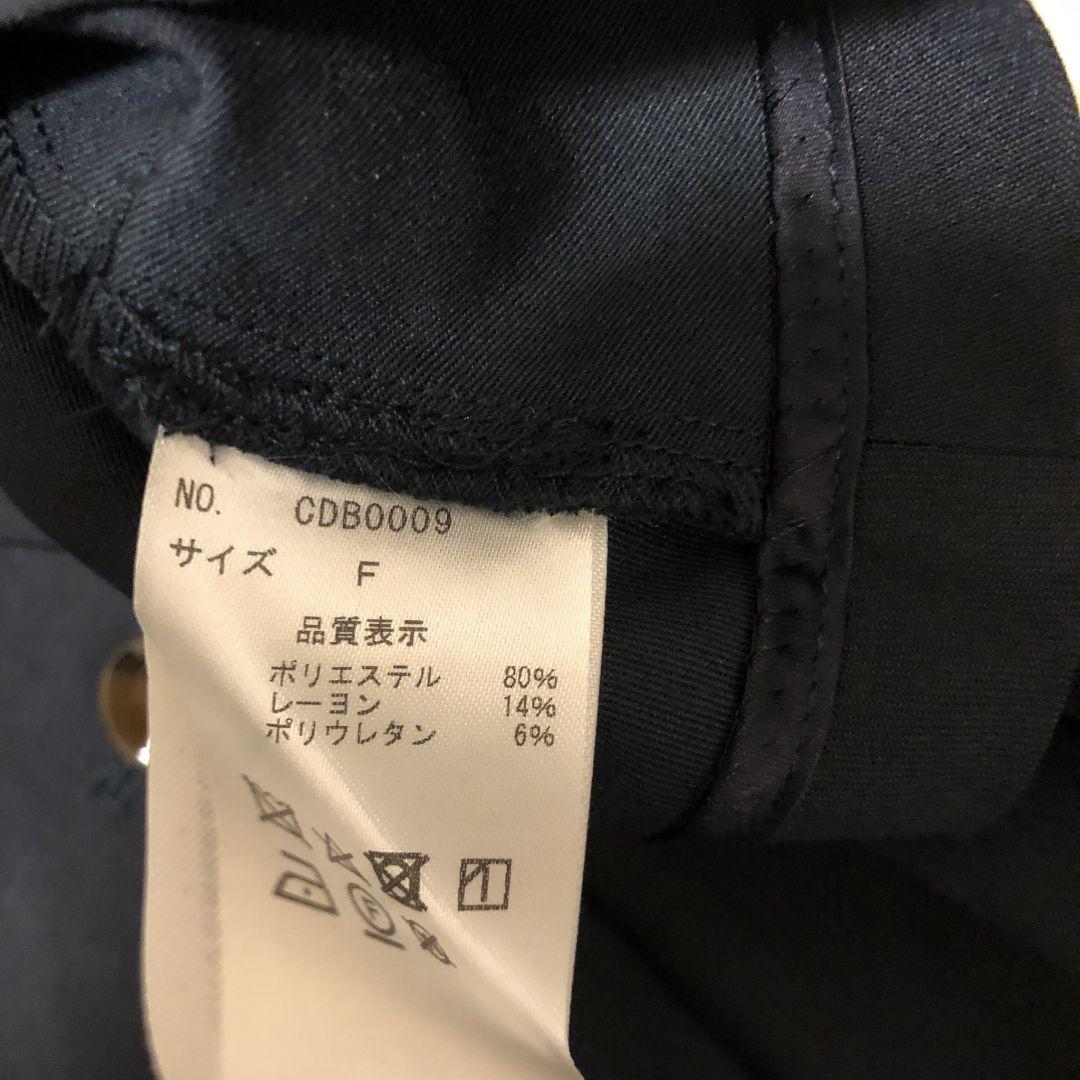 NO. CDB0009
サイズ F
品質表示
ポリエステル 80%
レーヨン 14%
ポリウレタン 6%
F